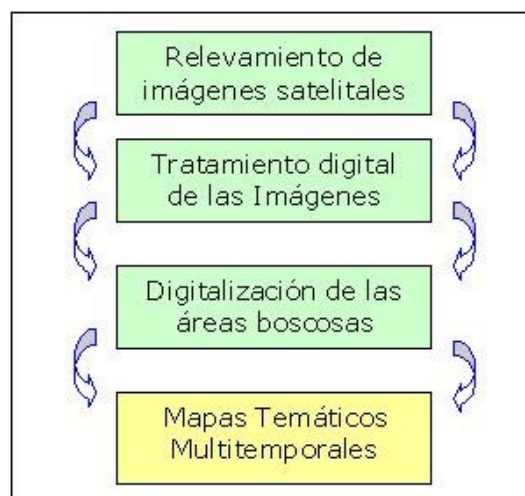 Relevamiento de
imágenes satelitales
Tratamiento digital
de las Imágenes
Digitalización de las
áreas boscosas
Mapas Temáticos
Multitemporales